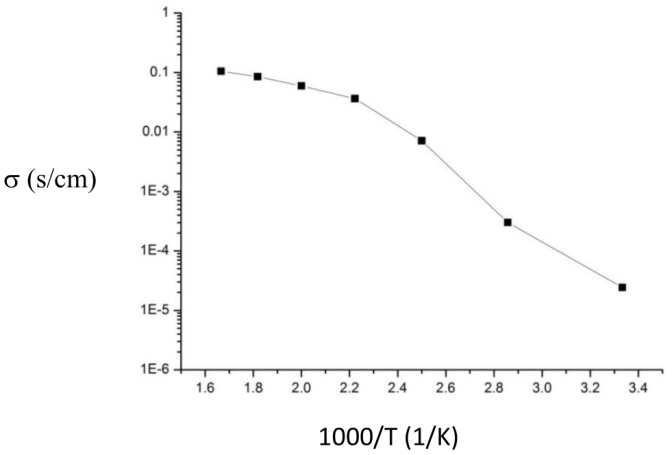 1
0.1
0.01
1E-3
1E-4
1E-5
1E-6
σ (s/cm)
1.6 1.8 2.0 2.2 2.4 2.6 2.8 3.0 3.2 3.4
1000/T (1/K)